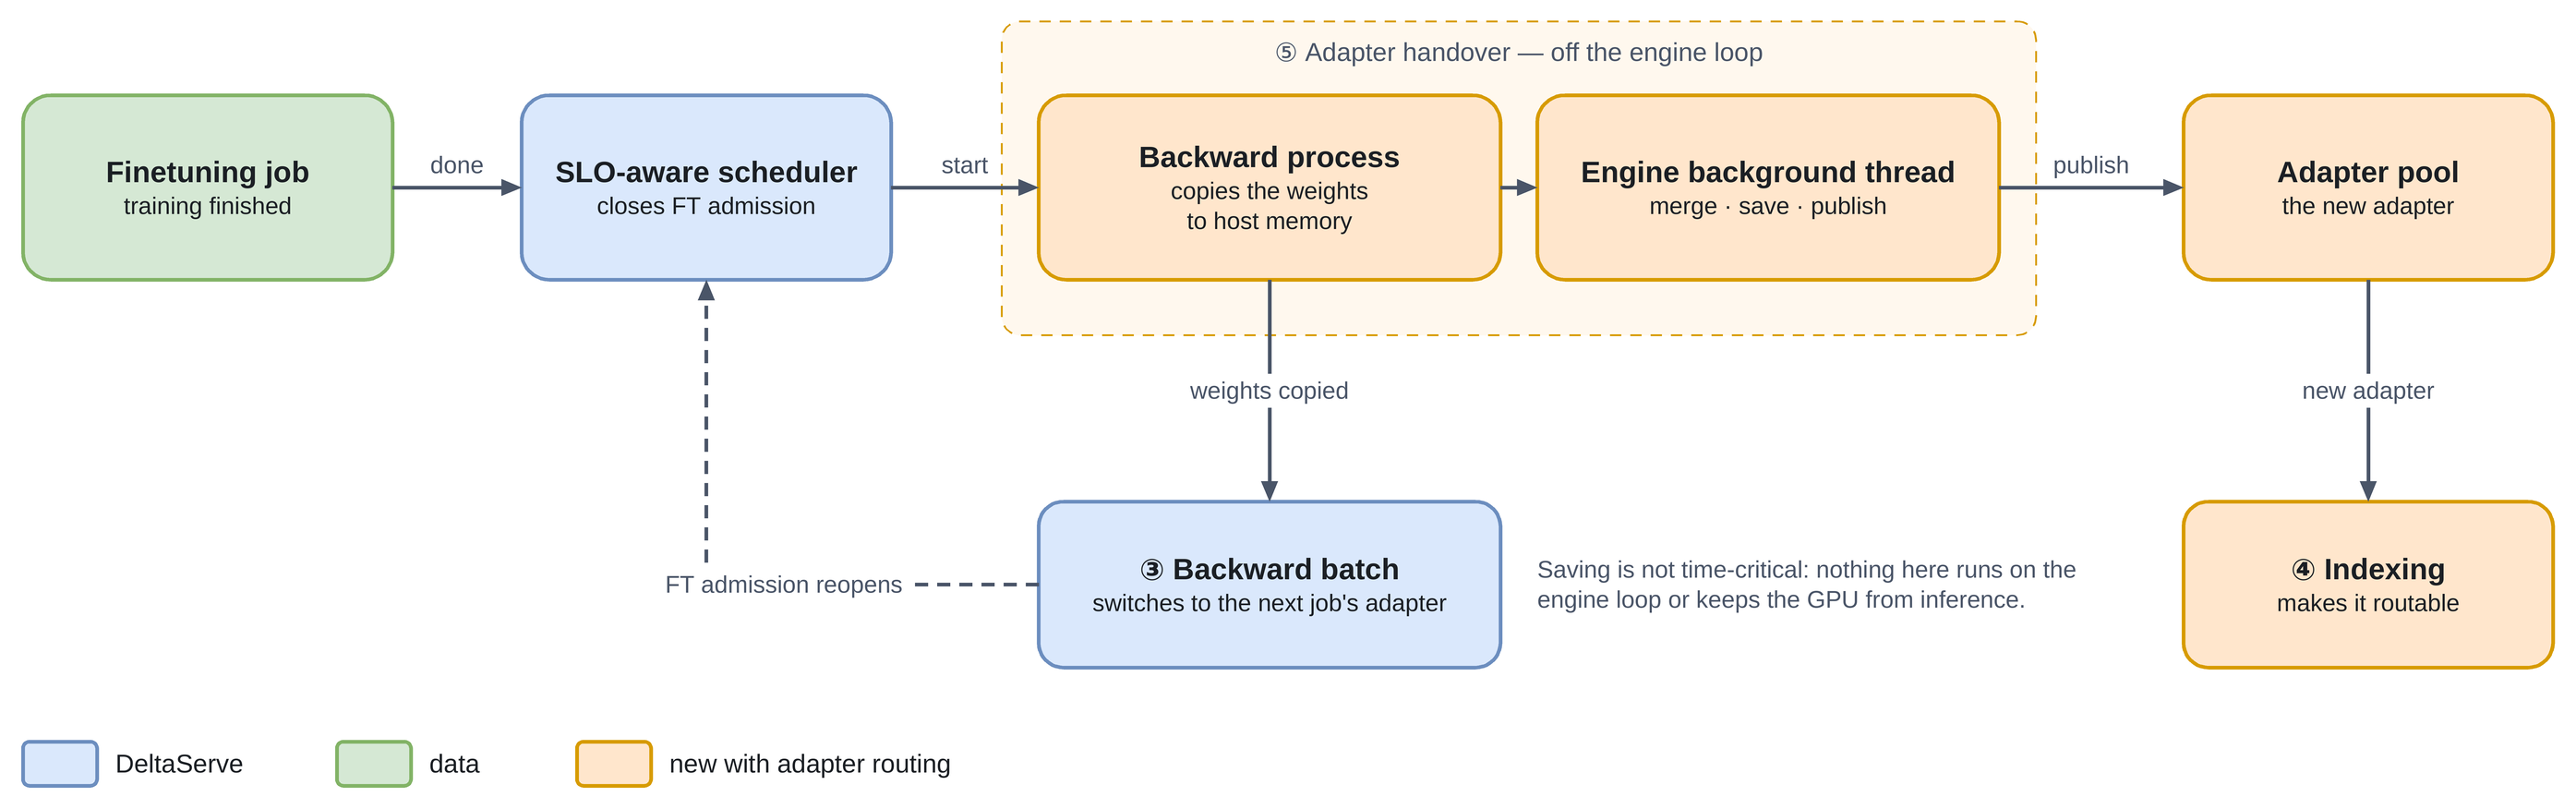 ⑤ Adapter handover — off the engine loop
Finetuning job
training finished
done
SLO-aware scheduler
closes FT admission
start
Backward process
copies the weights
to host memory
Engine background thread
merge · save · publish
publish
Adapter pool
the new adapter
weights copied
new adapter
FT admission reopens
③ Backward batch
switches to the next job's adapter
Saving is not time-critical: nothing here runs on the
engine loop or keeps the GPU from inference.
④ Indexing
makes it routable
DeltaServe
data
new with adapter routing